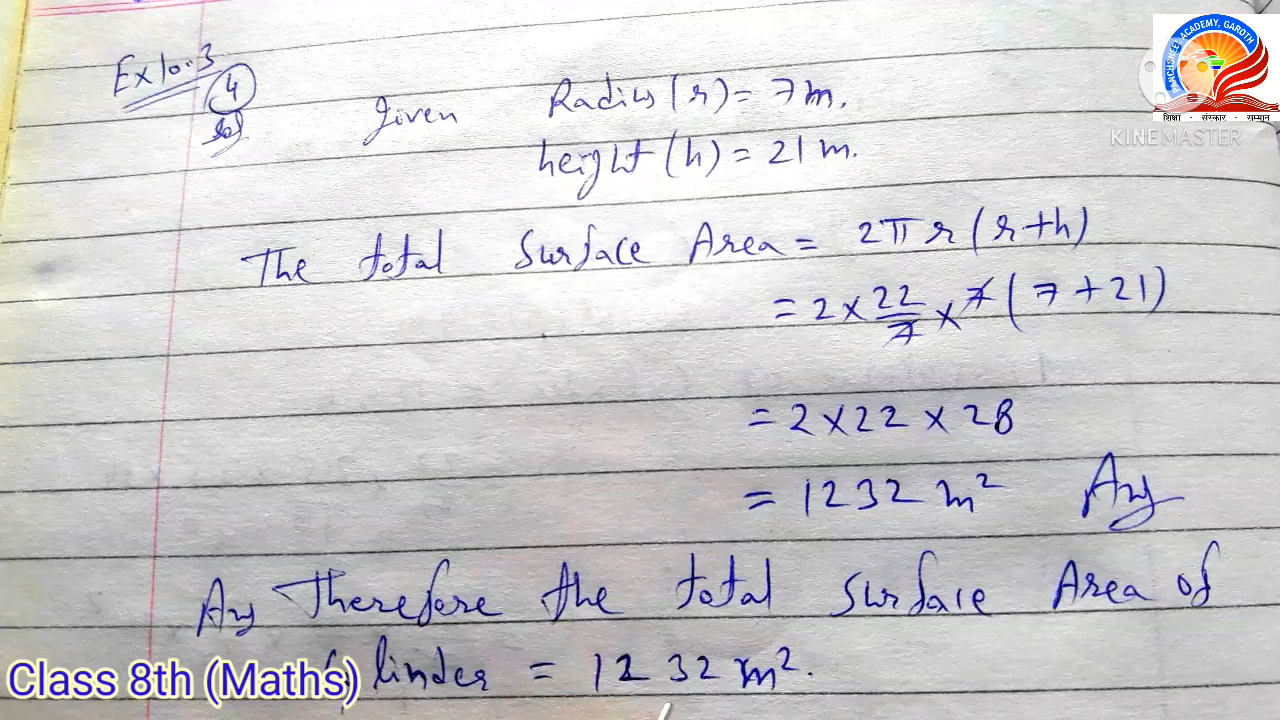 Ex 10.3
4
sol
given Radius (r) = 7 m.
height (h) = 21 m.
The total Surface Area = 2π r (r+h)
= 2 × 22/7 × 7 (7 + 21)
= 2 × 22 × 28
= 1232 m² Ans
Ans Therefore the total surface Area of
linder = 1232 m².
Class 8th (Maths)
ACADEMY, GAROTH
शिक्षा संस्कार सम्मान
KINEMASTER